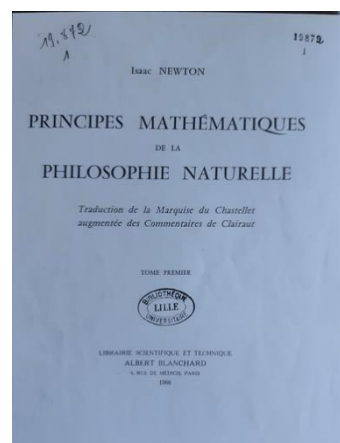 19.872
1
19872
1
Isaac NEWTON
PRINCIPES MATHÉMATIQUES
DE LA
PHILOSOPHIE NATURELLE
Traduction de la Marquise du Chastellet
augmentée des Commentaires de Clairaut
TOME PREMIER
BIBLIOTHÈQUE
LILLE
UNIVERSITAIRE
LIBRAIRIE SCIENTIFIQUE ET TECHNIQUE
ALBERT BLANCHARD
9, RUE DE MÉDICIS, PARIS
1966